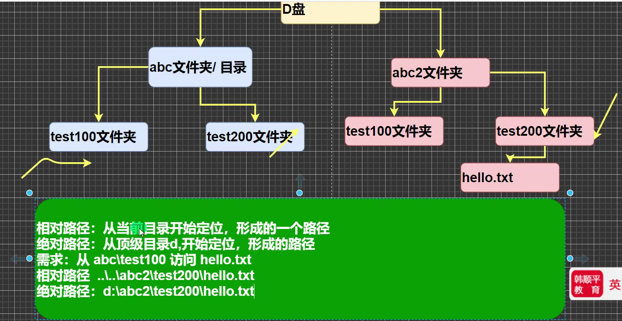 D盘
abc文件夹/ 目录
abc2文件夹
test100文件夹
test200文件夹
test100文件夹
test200文件夹
hello.txt
相对路径：从当前目录开始定位，形成的一个路径
绝对路径：从顶级目录d,开始定位，形成的路径
需求：从 abc\test100 访问 hello.txt
相对路径 ..\..\abc2\test200\hello.txt
绝对路径：d:\abc2\test200\hello.txt
韩顺平
教 育
英